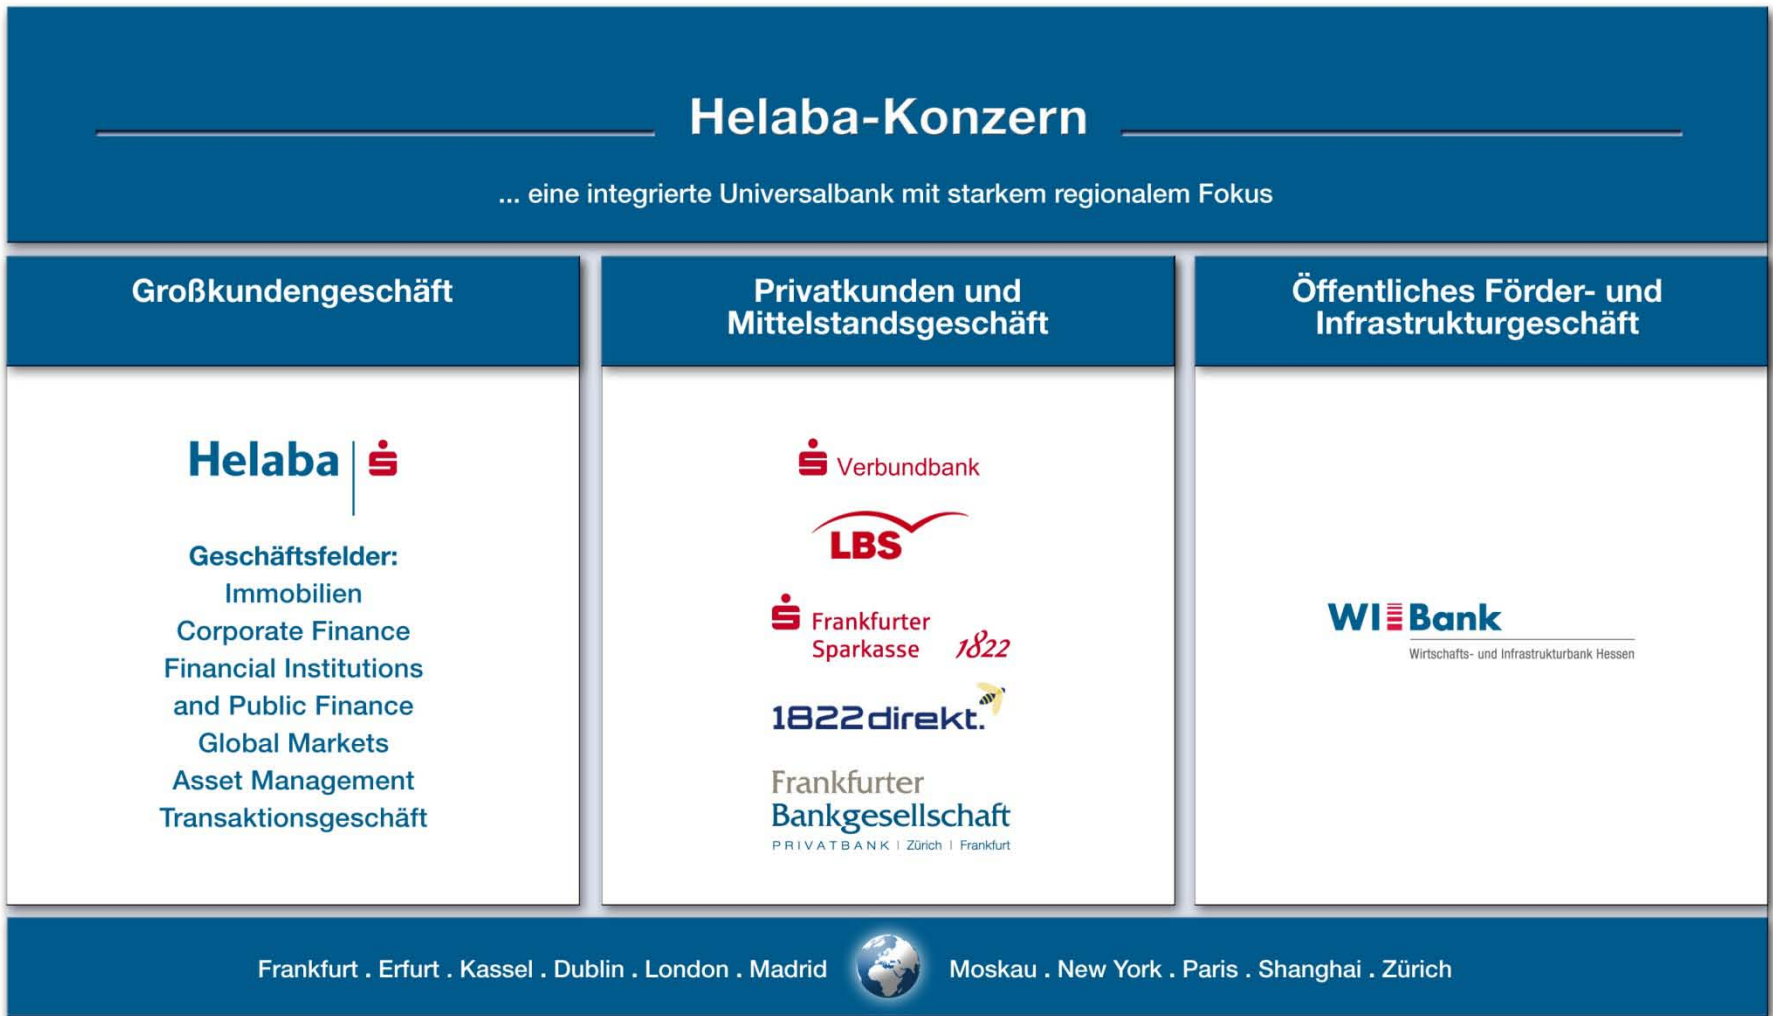 Helaba-Konzern
... eine integrierte Universalbank mit starkem regionalem Fokus
Großkundengeschäft
Helaba
Geschäftsfelder:
Immobilien
Corporate Finance
Financial Institutions
and Public Finance
Global Markets
Asset Management
Transaktionsgeschäft
Privatkunden und
Mittelstandsgeschäft
Verbundbank
LBS
Frankfurter
Sparkasse 1822
1822direkt.
Frankfurter
Bankgesellschaft
PRIVATBANK | Zürich | Frankfurt
Öffentliches Förder- und
Infrastrukturgeschäft
WIBank
Wirtschafts- und Infrastrukturbank Hessen
Frankfurt . Erfurt . Kassel . Dublin . London . Madrid Moskau . New York . Paris . Shanghai . Zürich